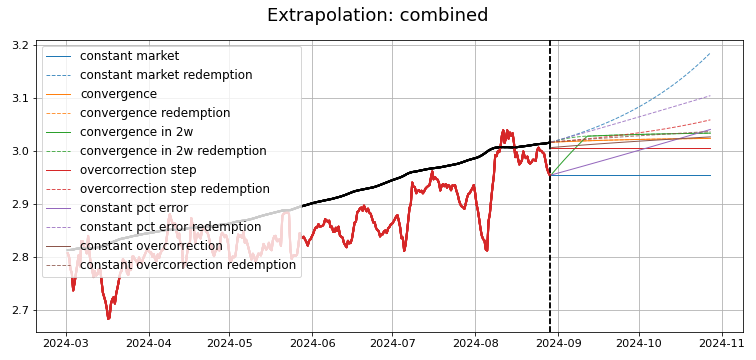 Extrapolation: combined
constant market
constant market redemption
convergence
convergence redemption
convergence in 2w
convergence in 2w redemption
overcorrection step
overcorrection step redemption
constant pct error
constant pct error redemption
constant overcorrection
constant overcorrection redemption
3.2
3.1
3.0
2.9
2.8
2.7
2024-03
2024-04
2024-05
2024-06
2024-07
2024-08
2024-09
2024-10
2024-11